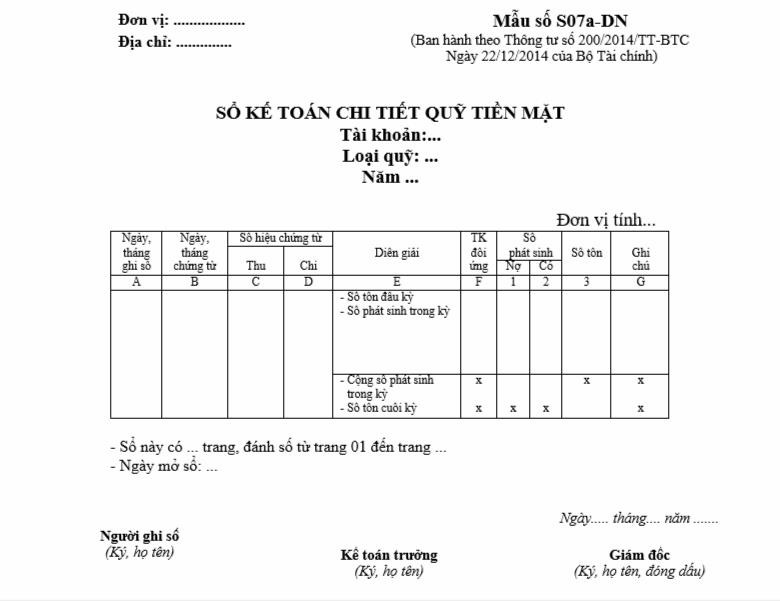 Đơn vị: ..................
Địa chỉ: ..............
Mẫu số S07a-DN
(Ban hành theo Thông tư số 200/2014/TT-BTC
Ngày 22/12/2014 của Bộ Tài chính)
SỔ KẾ TOÁN CHI TIẾT QUỸ TIỀN MẶT
Tài khoản:...
Loại quỹ: ...
Năm ...
Đơn vị tính...
Ngày, tháng ghi sổ
Ngày, tháng chứng từ
Số hiệu chứng từ
Thu
Chi
Diễn giải
TK đối ứng
Số phát sinh
Nợ
Có
Số tồn
Ghi chú
A B C D E F 1 2 3 G
- Số tồn đầu kỳ
- Số phát sinh trong kỳ
- Cộng số phát sinh x x x
trong kỳ
- Số tồn cuối kỳ x x x x
- Sổ này có ... trang, đánh số từ trang 01 đến trang ...
- Ngày mở sổ: ...
Ngày..... tháng.... năm .......
Người ghi sổ
(Ký, họ tên)
Kế toán trưởng
(Ký, họ tên)
Giám đốc
(Ký, họ tên, đóng dấu)